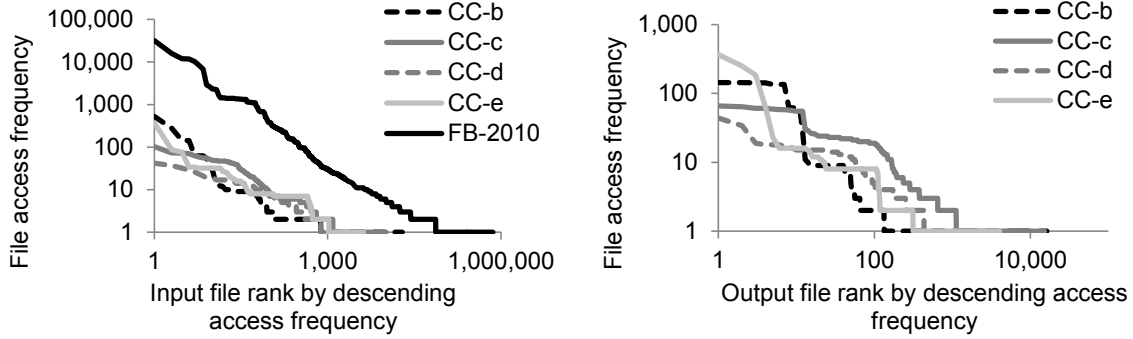 100,000
10,000
1,000
100
10
1
File access frequency
1
1,000
1,000,000
Input file rank by descending
access frequency
CC-b
CC-c
CC-d
CC-e
FB-2010
1,000
100
10
1
File access frequency
1
100
10,000
Output file rank by descending access
frequency
CC-b
CC-c
CC-d
CC-e